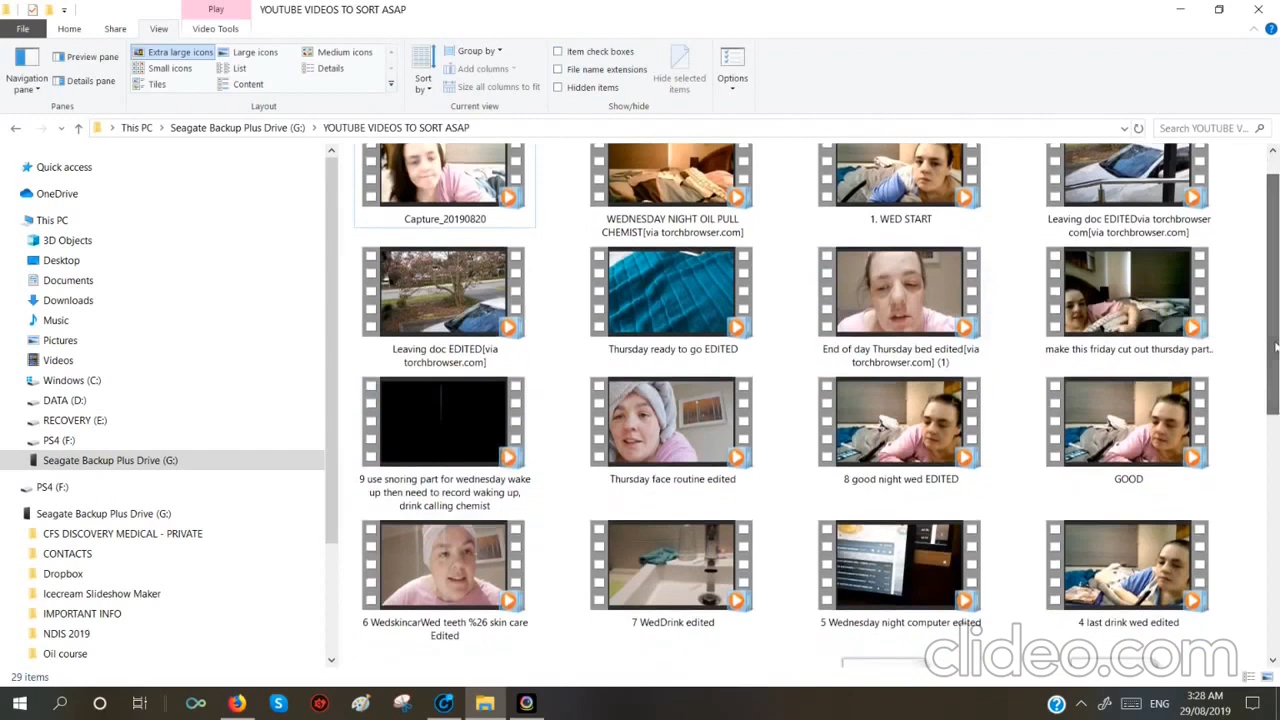 Play
YOUTUBE VIDEOS TO SORT ASAP
File
Home
Share
View
Video Tools
Navigation pane
Preview pane
Details pane
Panes
Extra large icons
Large icons
Medium icons
Small icons
List
Details
Tiles
Content
Layout
Sort by
Group by
Add columns
Size all columns to fit
Current view
Item check boxes
File name extensions
Hidden items
Hide selected items
Show/hide
Options
This PC
Seagate Backup Plus Drive (G:)
YOUTUBE VIDEOS TO SORT ASAP
Search YOUTUBE V...
Quick access
OneDrive
This PC
3D Objects
Desktop
Documents
Downloads
Music
Pictures
Videos
Windows (C:)
DATA (D:)
RECOVERY (E:)
PS4 (F:)
Seagate Backup Plus Drive (G:)
PS4 (F:)
Seagate Backup Plus Drive (G:)
CFS DISCOVERY MEDICAL - PRIVATE
CONTACTS
Dropbox
Icecream Slideshow Maker
IMPORTANT INFO
NDIS 2019
Oil course
Capture_20190820
WEDNESDAY NIGHT OIL PULL
CHEMIST[via torchbrowser.com]
1. WED START
Leaving doc EDITEDvia torchbrowser
com[via torchbrowser.com]
Leaving doc EDITED[via
torchbrowser.com]
Thursday ready to go EDITED
End of day Thursday bed edited[via
torchbrowser.com] (1)
make this friday cut out thursday part..
9 use snoring part for wednesday wake
up then need to record waking up,
drink calling chemist
Thursday face routine edited
8 good night wed EDITED
GOOD
6 WedskincarWed teeth %26 skin care
Edited
7 WedDrink edited
5 Wednesday night computer edited
4 last drink wed edited
clideo.com
29 items
ENG
3:28 AM
29/08/2019